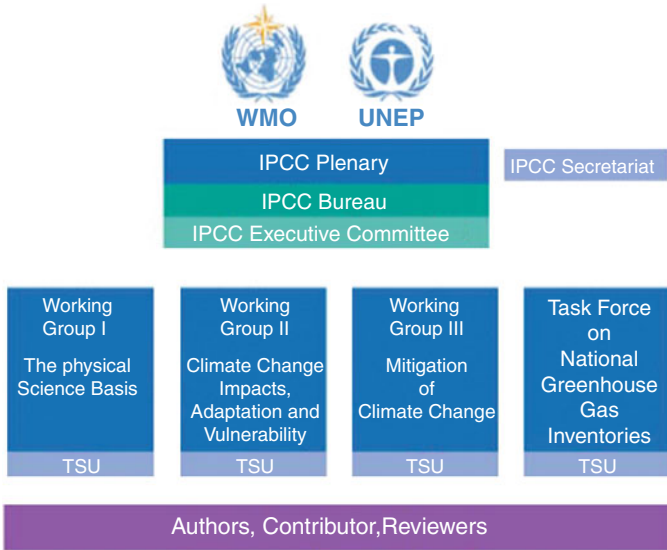 WMO
UNEP
IPCC Plenary
IPCC Secretariat
IPCC Bureau
IPCC Executive Committee
Working
Group I
The physical
Science Basis
TSU
Working
Group II
Climate Change
Impacts,
Adaptation and
Vulnerability
TSU
Working
Group III
Mitigation
of
Climate Change
TSU
Task Force
on
National
Greenhouse
Gas
Inventories
TSU
Authors, Contributor,Reviewers